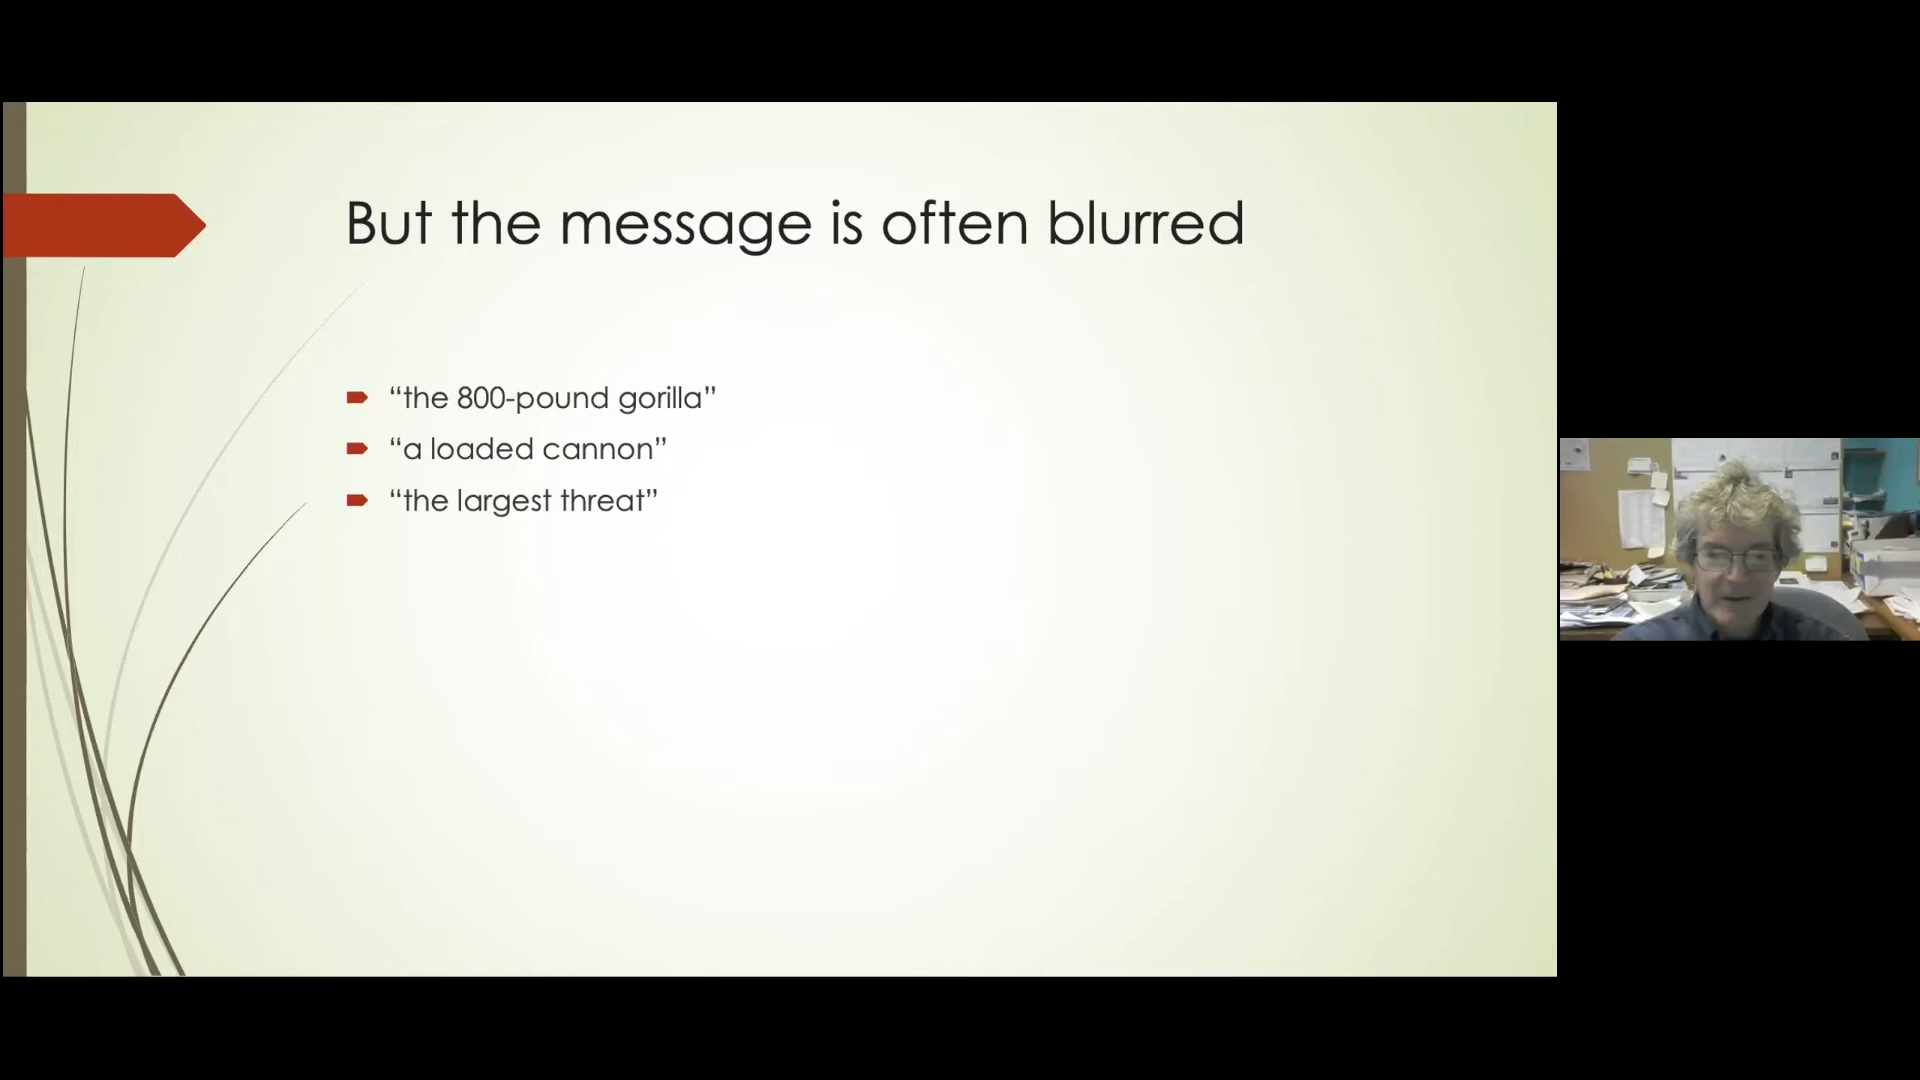 But the message is often blurred
“the 800-pound gorilla”
“a loaded cannon”
“the largest threat”